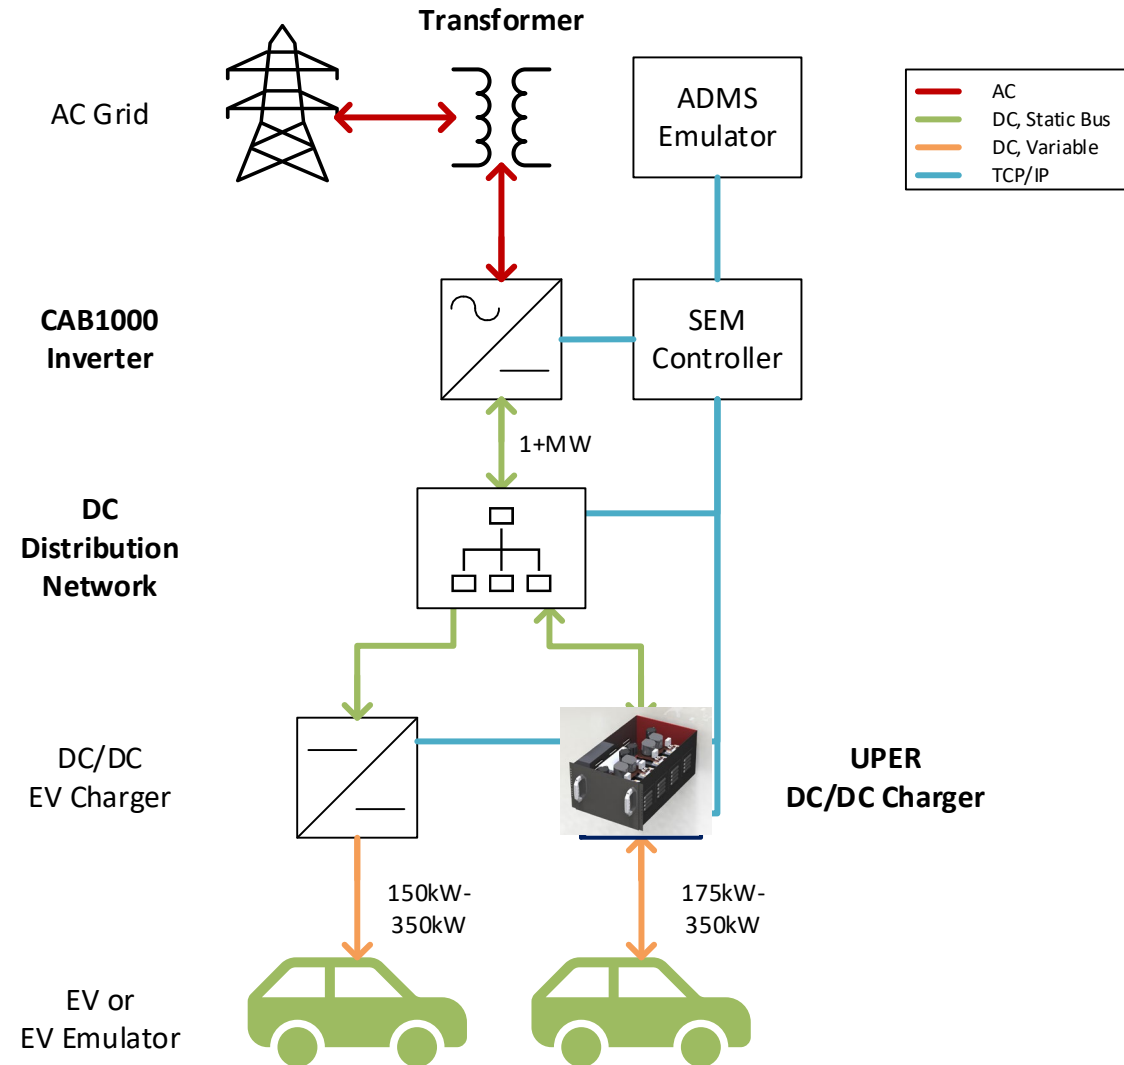 Transformer
AC Grid
ADMS
Emulator
AC
DC, Static Bus
DC, Variable
TCP/IP
CAB1000
Inverter
SEM
Controller
1+MW
DC
Distribution
Network
DC/DC
EV Charger
UPER
DC/DC Charger
150kW-
350kW
175kW-
350kW
EV or
EV Emulator